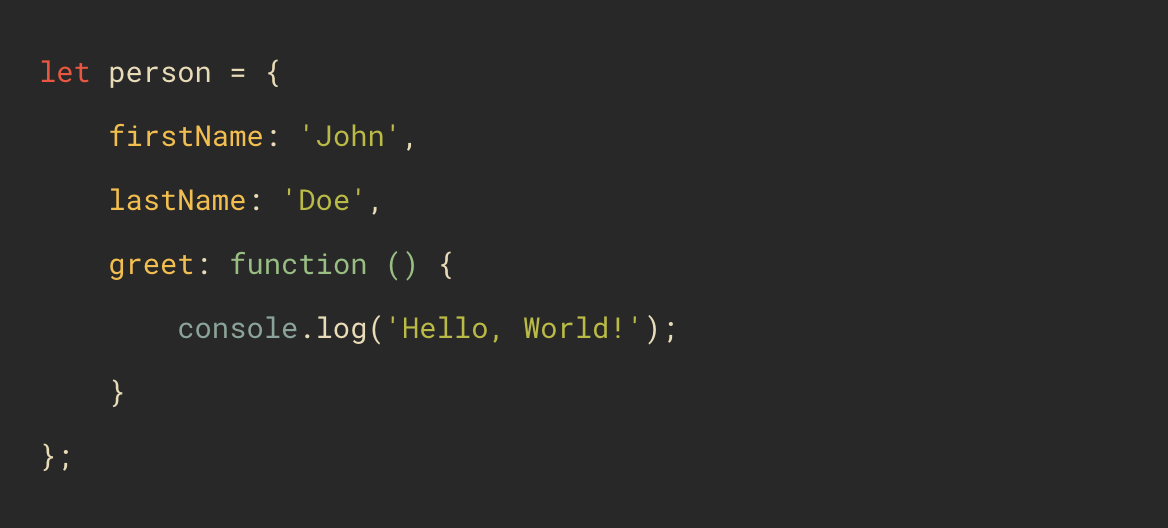 let person = {
    firstName: 'John',
    lastName: 'Doe',
    greet: function () {
        console.log('Hello, World!');
    }
};